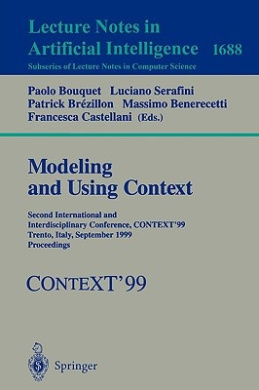 Lecture Notes in
Artificial Intelligence 1688
Subseries of Lecture Notes in Computer Science
Paolo Bouquet Luciano Serafini
Patrick Brézillon Massimo Benerecetti
Francesca Castellani (Eds.)
Modeling
and Using Context
Second International and
Interdisciplinary Conference, CONTEXT'99
Trento, Italy, September 1999
Proceedings
CONTEXT'99
Springer